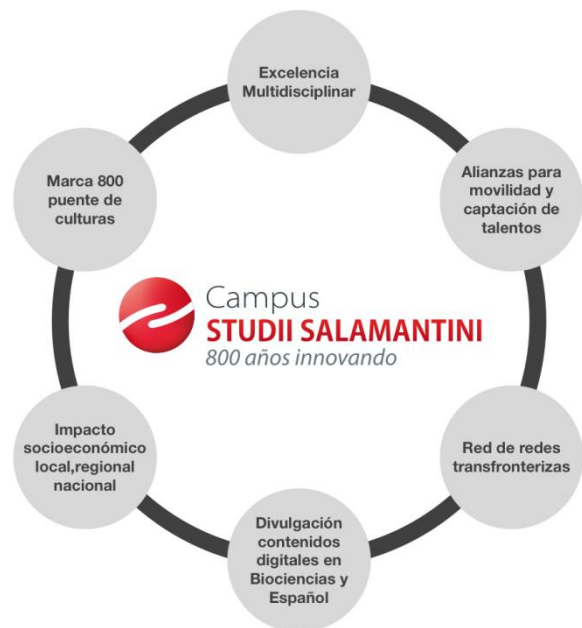 Excelencia
Multidisciplinar
Marca 800
puente de
culturas
Alianzas para
movilidad y
captación de
talentos
Campus
STUDII SALAMANTINI
800 años innovando
Impacto
socioeconómico
local,regional
nacional
Red de redes
transfronterizas
Divulgación
contenidos
digitales en
Biociencias y
Español